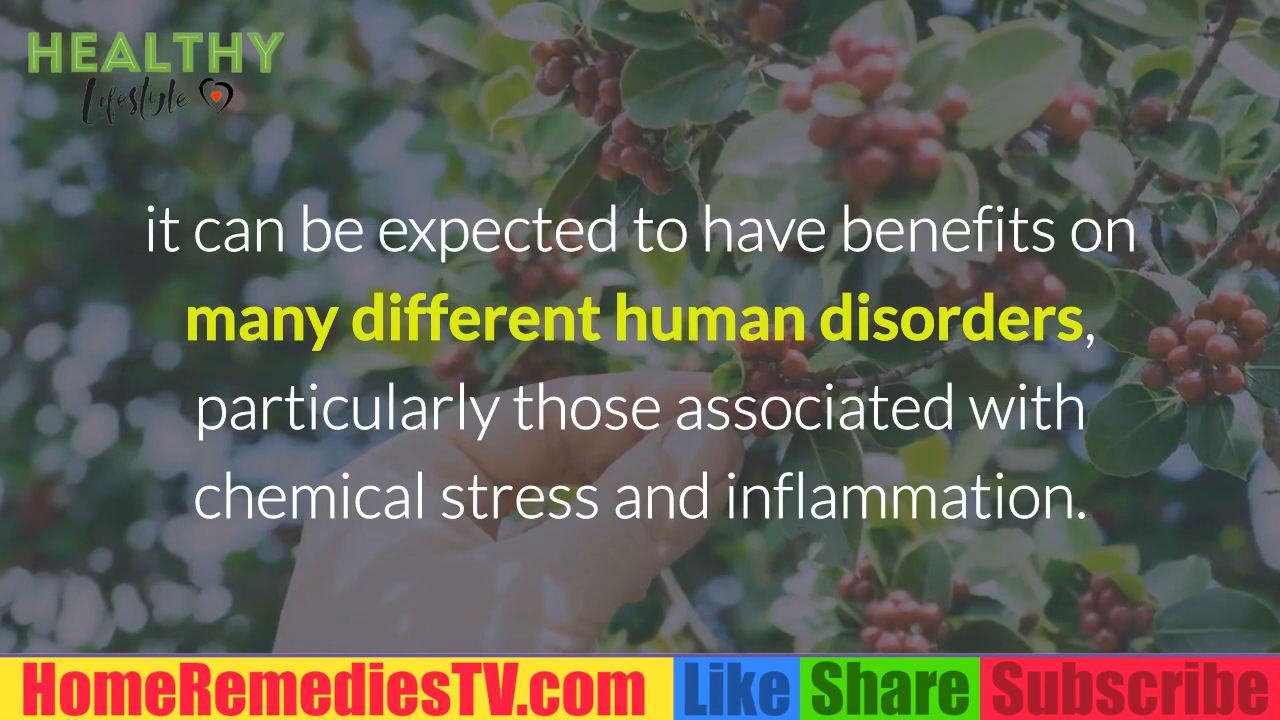 HEALTHY
Lifestyle
it can be expected to have benefits on
many different human disorders,
particularly those associated with
chemical stress and inflammation.
HomeRemediesTV.com Like Share Subscribe